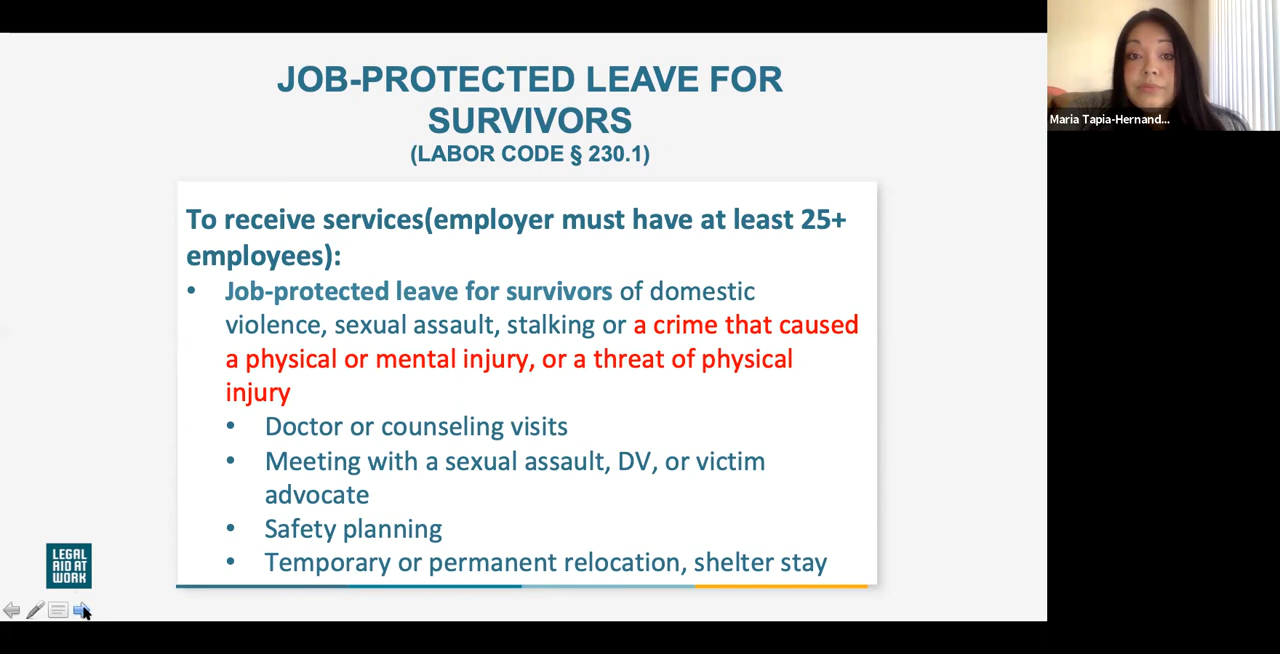 JOB-PROTECTED LEAVE FOR
SURVIVORS
(LABOR CODE § 230.1)
Maria Tapia-Hernand...
To receive services(employer must have at least 25+
employees):
• Job-protected leave for survivors of domestic
violence, sexual assault, stalking or a crime that caused
a physical or mental injury, or a threat of physical
injury
• Doctor or counseling visits
• Meeting with a sexual assault, DV, or victim
advocate
• Safety planning
• Temporary or permanent relocation, shelter stay
LEGAL
AID AT
WORK